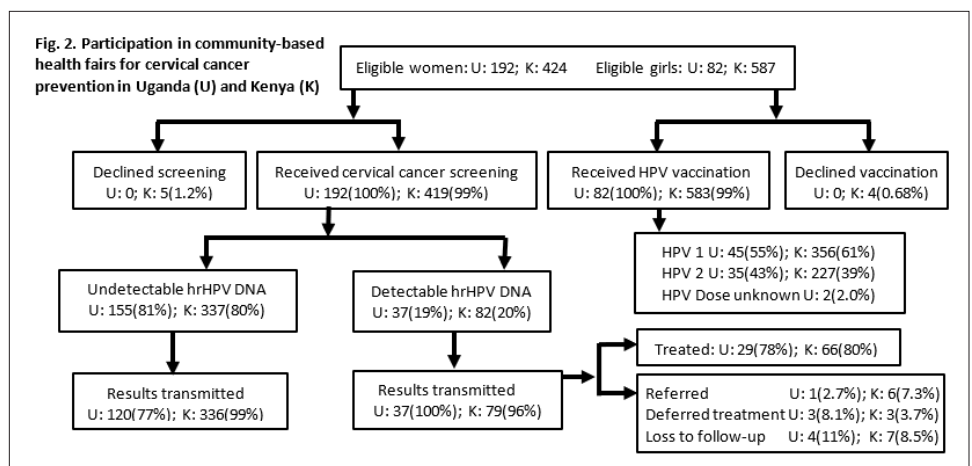 Fig. 2. Participation in community-based
health fairs for cervical cancer
prevention in Uganda (U) and Kenya (K)
Eligible women: U: 192; K: 424 Eligible girls: U: 82; K: 587
Declined screening
U: 0; K: 5(1.2%)
Received cervical cancer screening
U: 192(100%); K: 419(99%)
Received HPV vaccination
U: 82(100%); K: 583(99%)
Declined vaccination
U: 0; K: 4(0.68%)
HPV 1 U: 45(55%); K: 356(61%)
HPV 2 U: 35(43%); K: 227(39%)
HPV Dose unknown U: 2(2.0%)
Undetectable hrHPV DNA
U: 155(81%); K: 337(80%)
Detectable hrHPV DNA
U: 37(19%); K: 82(20%)
Results transmitted
U: 120(77%); K: 336(99%)
Results transmitted
U: 37(100%); K: 79(96%)
Treated: U: 29(78%); K: 66(80%)
Referred U: 1(2.7%); K: 6(7.3%)
Deferred treatment U: 3(8.1%); K: 3(3.7%)
Loss to follow-up U: 4(11%); K: 7(8.5%)